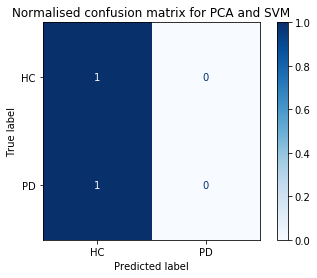 Normalised confusion matrix for PCA and SVM
1.0
HC 1 0
0.8
0.6
True label
0.4
PD 1 0
0.2
0.0
HC PD
Predicted label